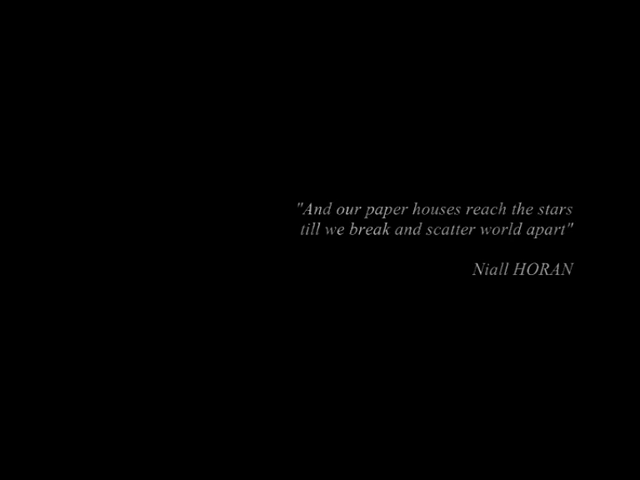 "And our paper houses reach the stars
till we break and scatter world apart"
Niall HORAN